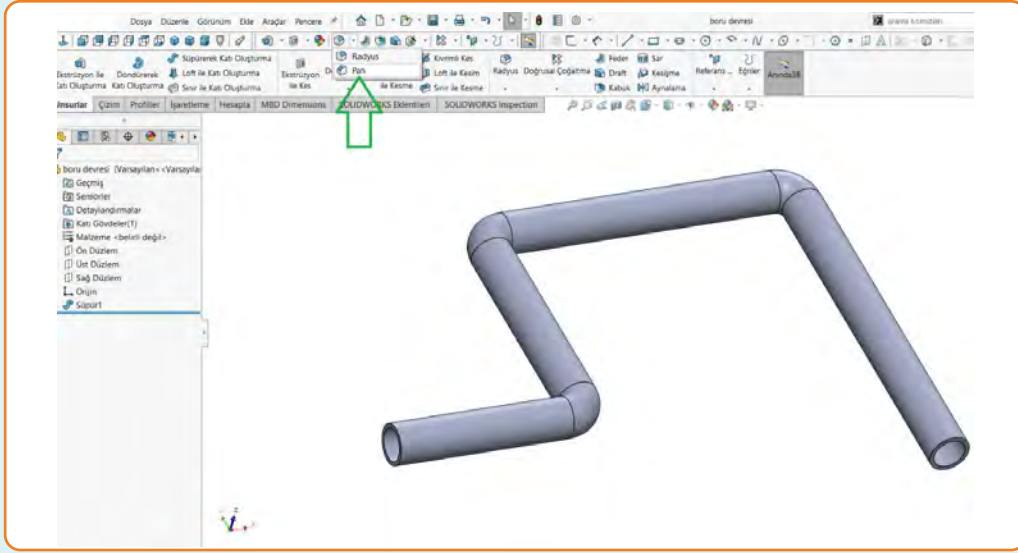 Dosya Düzenle Görünüm Ekle Araçlar Pencere
boru devresi
arama komutları
Radyus
Pah
Ekstrüzyon ile Katı Oluşturma
Döndürerek Katı Oluşturma
Süpürerek Katı Oluşturma
Loft ile Katı Oluşturma
Sınır ile Katı Oluşturma
Ekstrüzyon ile Kes
ile Kesme
Kıvrımlı Kes
Loft ile Kesim
Sınır ile Kesme
Radyus
Doğrusal Çoğaltma
Feder
Draft
Kabuk
Sar
Kesişme
Aynalama
Referans ...
Eğriler
Anında3B
Unsurlar Çizim Profiller İşaretleme Hesapla MBD Dimensions SOLIDWORKS Eklentileri SOLIDWORKS Inspection
boru devresi (Varsayılan<<Varsayıla
Geçmiş
Sensörler
Detaylandırmalar
Katı Gövdeler(1)
Malzeme <belirli değil>
Ön Düzlem
Üst Düzlem
Sağ Düzlem
Orijin
Süpür1
z